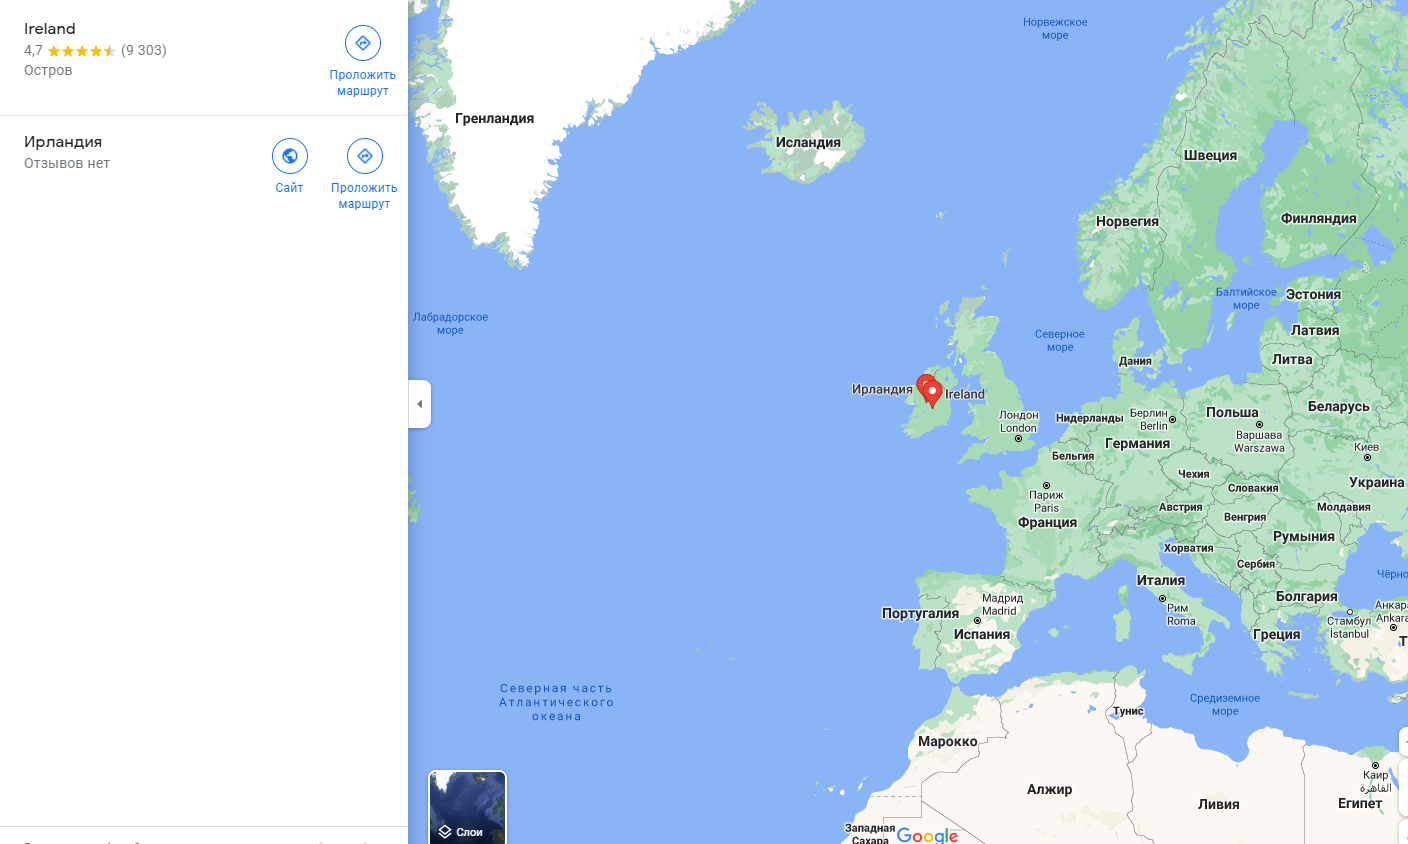 Ireland
4,7 (9 303)
Остров
Проложить
маршрут
Ирландия
Отзывов нет
Сайт
Проложить
маршрут
Норвежское
море
Гренландия
Исландия
Швеция
Финляндия
Норвегия
Балтийское
море
Эстония
Лабрадорское
море
Северное
море
Латвия
Литва
Дания
Ирландия
Ireland
Лондон
London
Нидерланды
Берлин
Berlin
Польша
Беларусь
Варшава
Warszawa
Германия
Бельгия
Киев
Чехия
Словакия
Украина
Париж
Paris
Франция
Австрия
Венгрия
Молдавия
Румыния
Хорватия
Сербия
Чёрно
Италия
Болгария
Мадрид
Madrid
Португалия
Испания
Рим
Roma
Стамбул
İstanbul
Анкара
Ankara
Греция
Т
Северная часть
Атлантического
океана
Средиземное
море
Тунис
Марокко
Алжир
Ливия
Каир
القاهرة
Египет
Слои
Западная
Сахара
Google